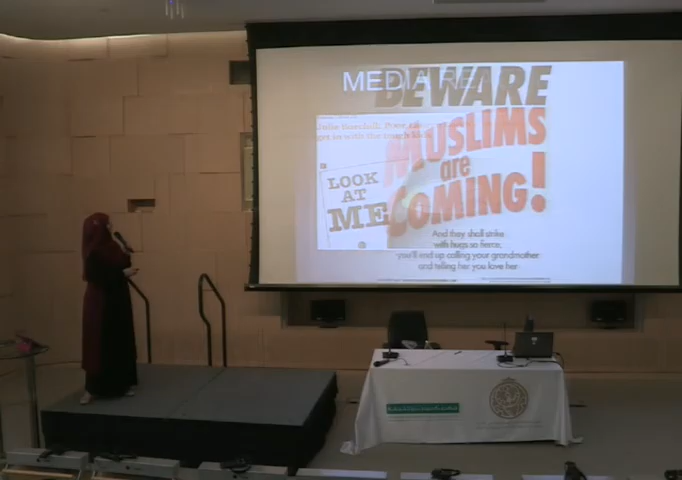 MEDIA RE
BEWARE
MUSLIMS
are
COMING!
LOOK
AT
ME
And they shall strike
with hugs so fierce,
you'll end up calling your grandmother
and telling her you love her